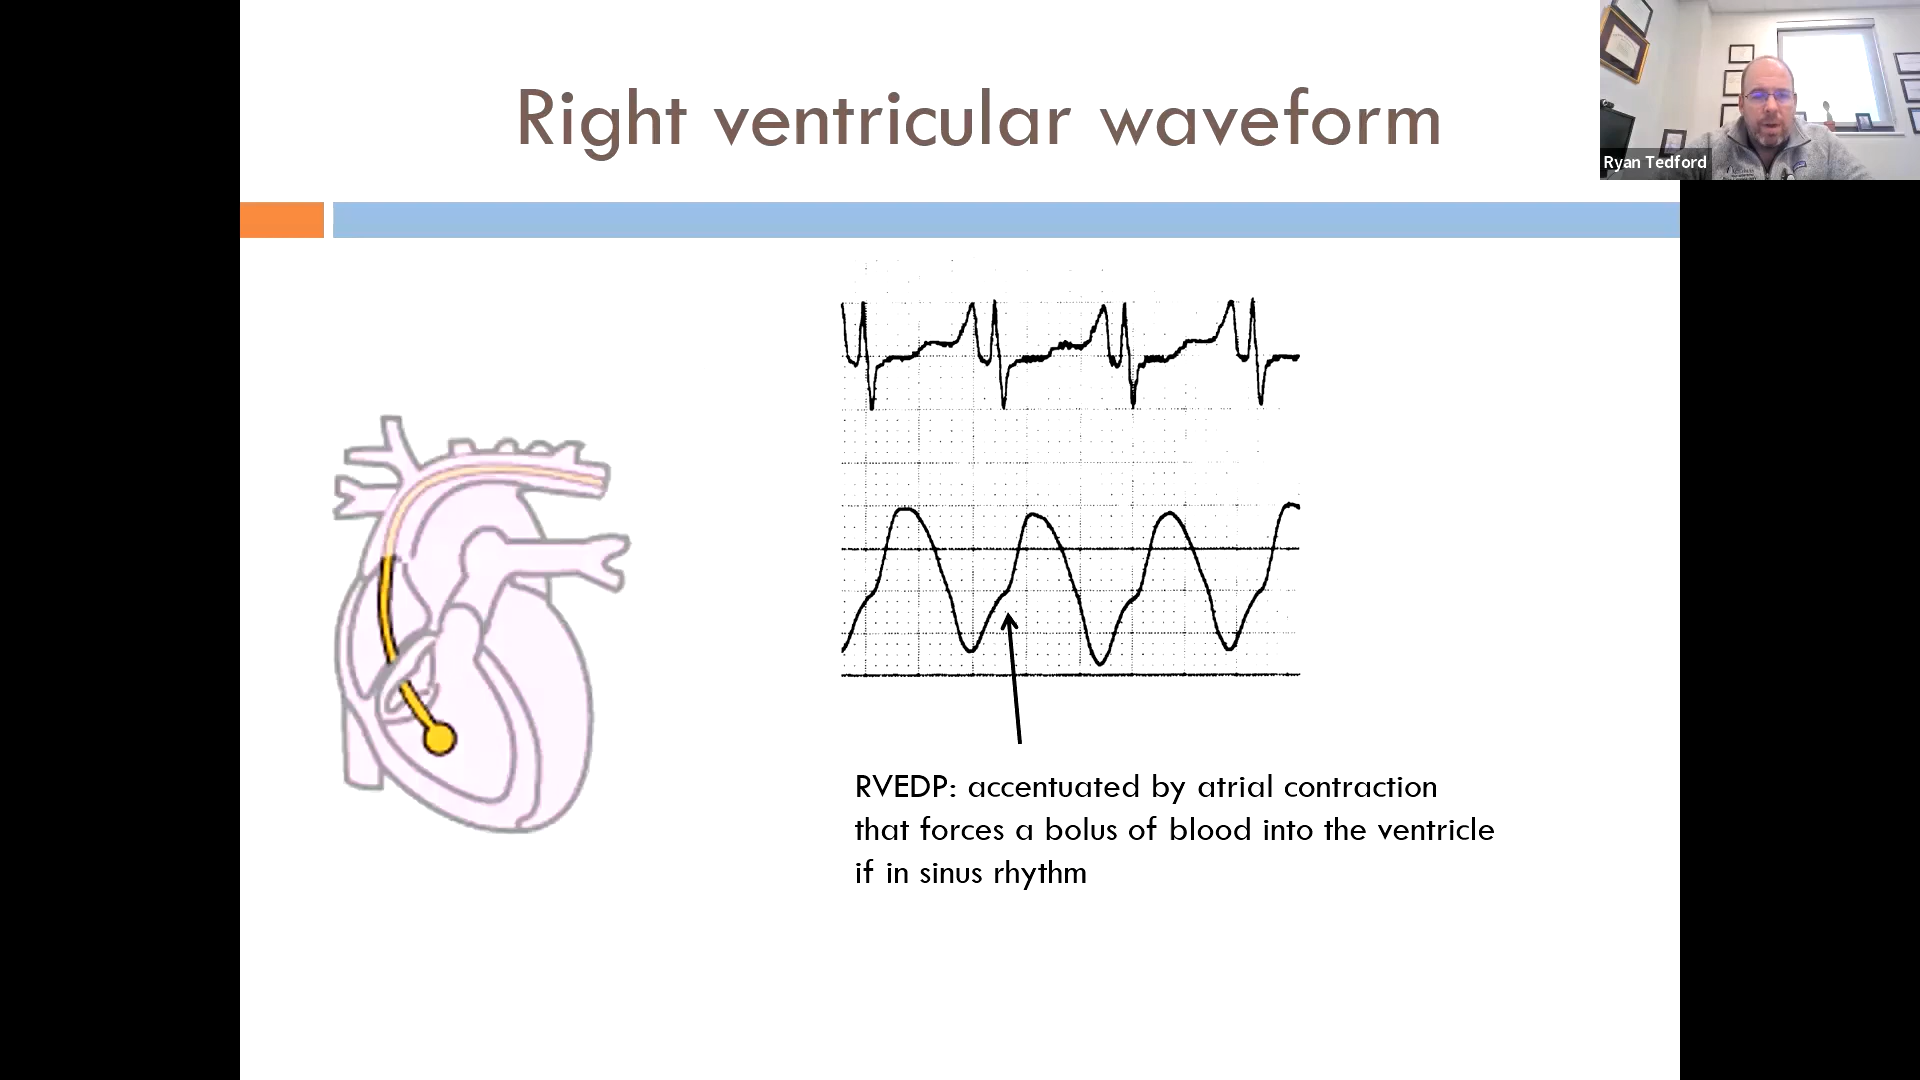 Right ventricular waveform
Ryan Tedford
RVEDP: accentuated by atrial contraction
that forces a bolus of blood into the ventricle
if in sinus rhythm